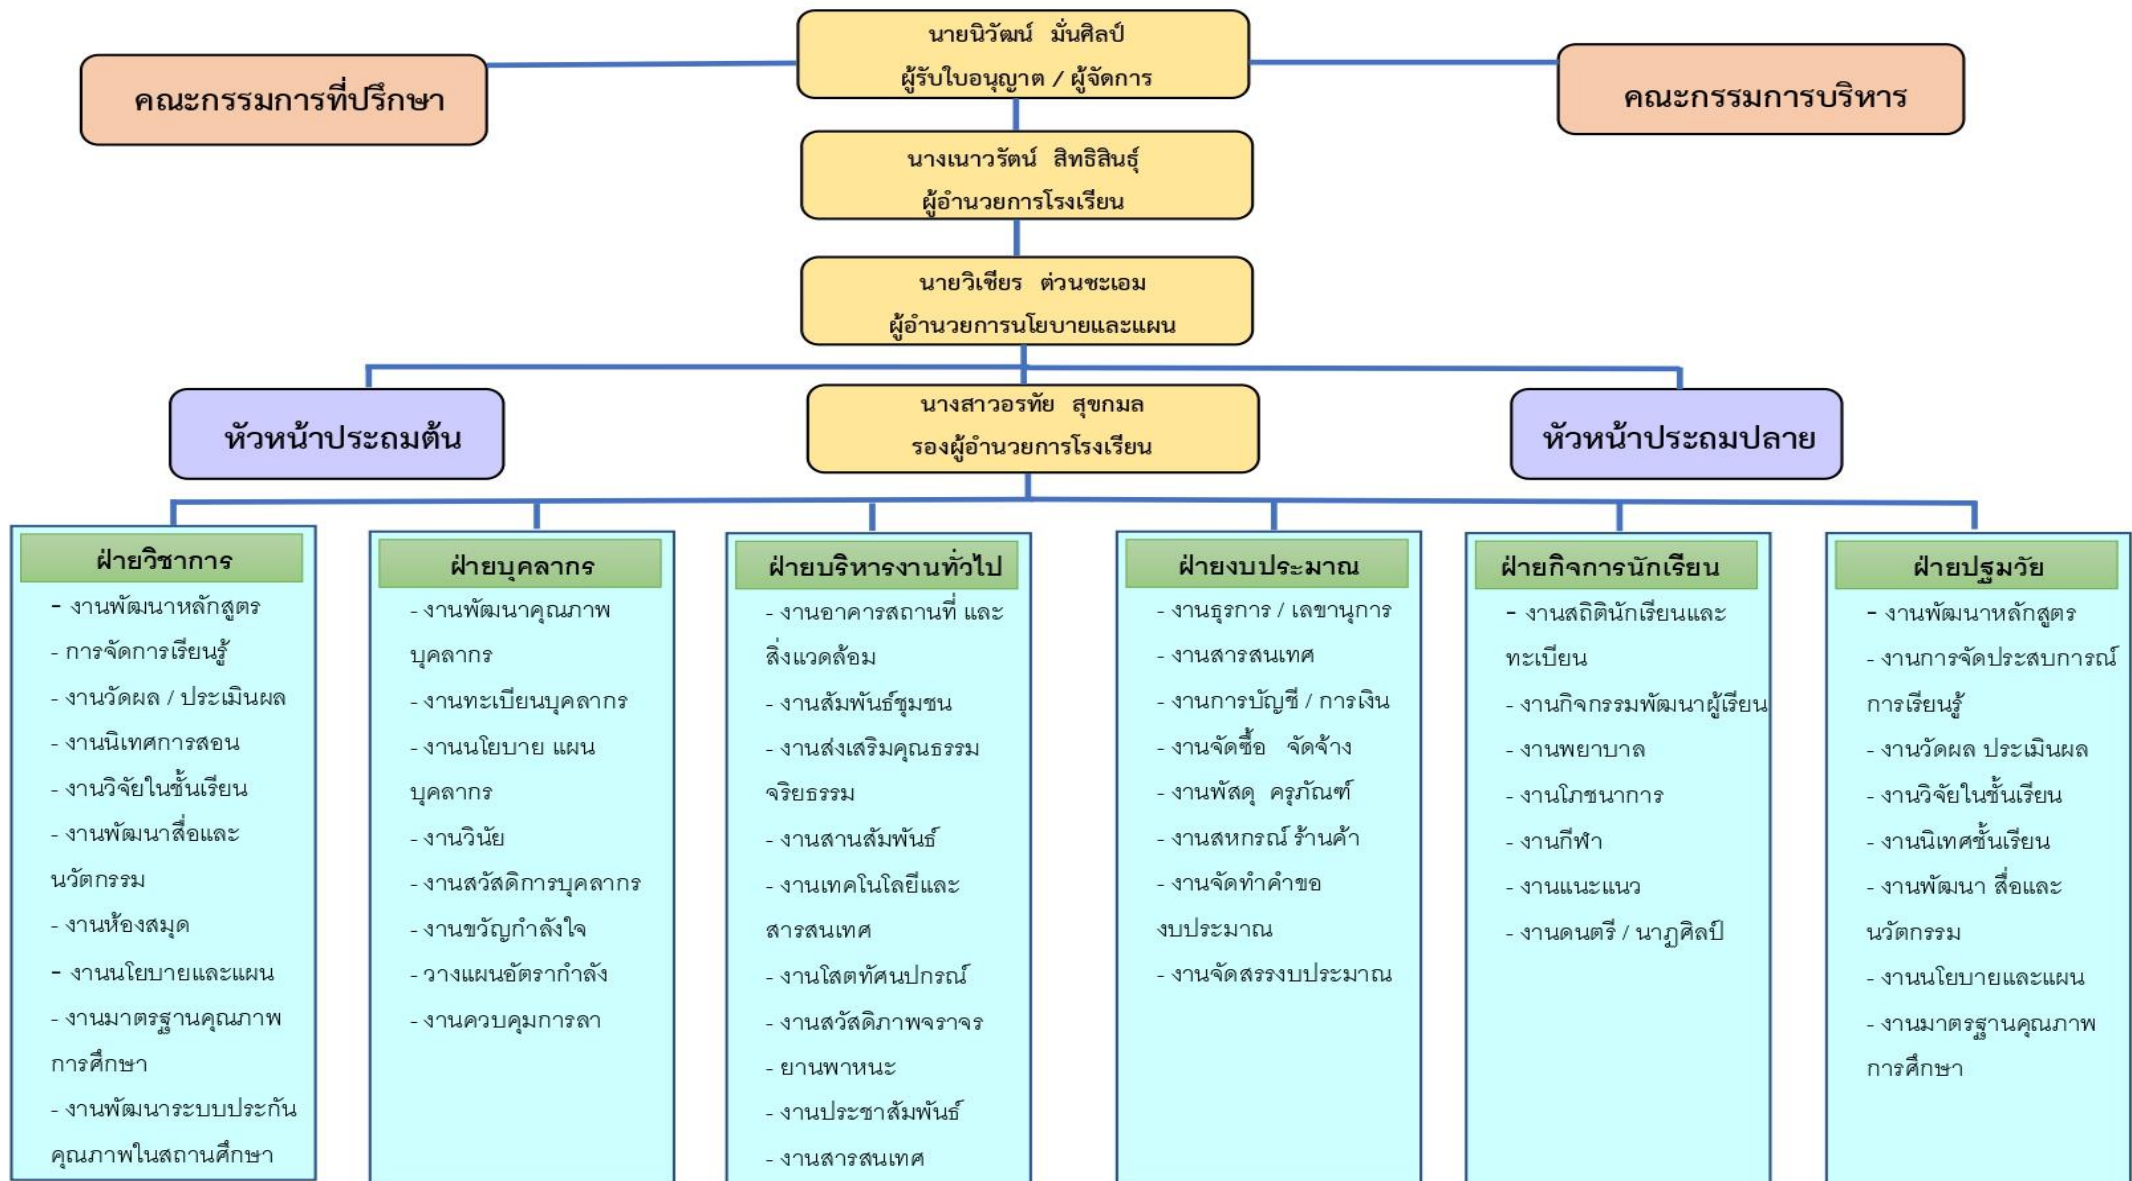 นายนิวัฒน์ มั่นศิลป์
ผู้รับใบอนุญาต / ผู้จัดการ
คณะกรรมการที่ปรึกษา
คณะกรรมการบริหาร
นางเนาวรัตน์ สิทธิสินธุ์
ผู้อำนวยการโรงเรียน
นายวิเชียร ต่วนชะเอม
ผู้อำนวยการนโยบายและแผน
หัวหน้าประถมต้น
นางสาวอรทัย สุขกมล
รองผู้อำนวยการโรงเรียน
หัวหน้าประถมปลาย
ฝ่ายวิชาการ
- งานพัฒนาหลักสูตร
- การจัดการเรียนรู้
- งานวัดผล / ประเมินผล
- งานนิเทศการสอน
- งานวิจัยในชั้นเรียน
- งานพัฒนาสื่อและ
นวัตกรรม
- งานห้องสมุด
- งานนโยบายและแผน
- งานมาตรฐานคุณภาพ
การศึกษา
- งานพัฒนาระบบประกัน
คุณภาพในสถานศึกษา
ฝ่ายบุคลากร
- งานพัฒนาคุณภาพ
บุคลากร
- งานทะเบียนบุคลากร
- งานนโยบาย แผน
บุคลากร
- งานวินัย
- งานสวัสดิการบุคลากร
- งานขวัญกำลังใจ
- วางแผนอัตรากำลัง
- งานควบคุมการลา
ฝ่ายบริหารงานทั่วไป
- งานอาคารสถานที่ และ
สิ่งแวดล้อม
- งานสัมพันธ์ชุมชน
- งานส่งเสริมคุณธรรม
จริยธรรม
- งานสานสัมพันธ์
- งานเทคโนโลยีและ
สารสนเทศ
- งานโสตทัศนปกรณ์
- งานสวัสดิภาพจราจร
- ยานพาหนะ
- งานประชาสัมพันธ์
- งานสารสนเทศ
ฝ่ายงบประมาณ
- งานธุรการ / เลขานุการ
- งานสารสนเทศ
- งานการบัญชี / การเงิน
- งานจัดซื้อ จัดจ้าง
- งานพัสดุ ครุภัณฑ์
- งานสหกรณ์ ร้านค้า
- งานจัดทำคำขอ
งบประมาณ
- งานจัดสรรงบประมาณ
ฝ่ายกิจการนักเรียน
- งานสถิตินักเรียนและ
ทะเบียน
- งานกิจกรรมพัฒนาผู้เรียน
- งานพยาบาล
- งานโภชนาการ
- งานกีฬา
- งานแนะแนว
- งานดนตรี / นาฏศิลป์
ฝ่ายปฐมวัย
- งานพัฒนาหลักสูตร
- งานการจัดประสบการณ์
การเรียนรู้
- งานวัดผล ประเมินผล
- งานวิจัยในชั้นเรียน
- งานนิเทศชั้นเรียน
- งานพัฒนา สื่อและ
นวัตกรรม
- งานนโยบายและแผน
- งานมาตรฐานคุณภาพ
การศึกษา